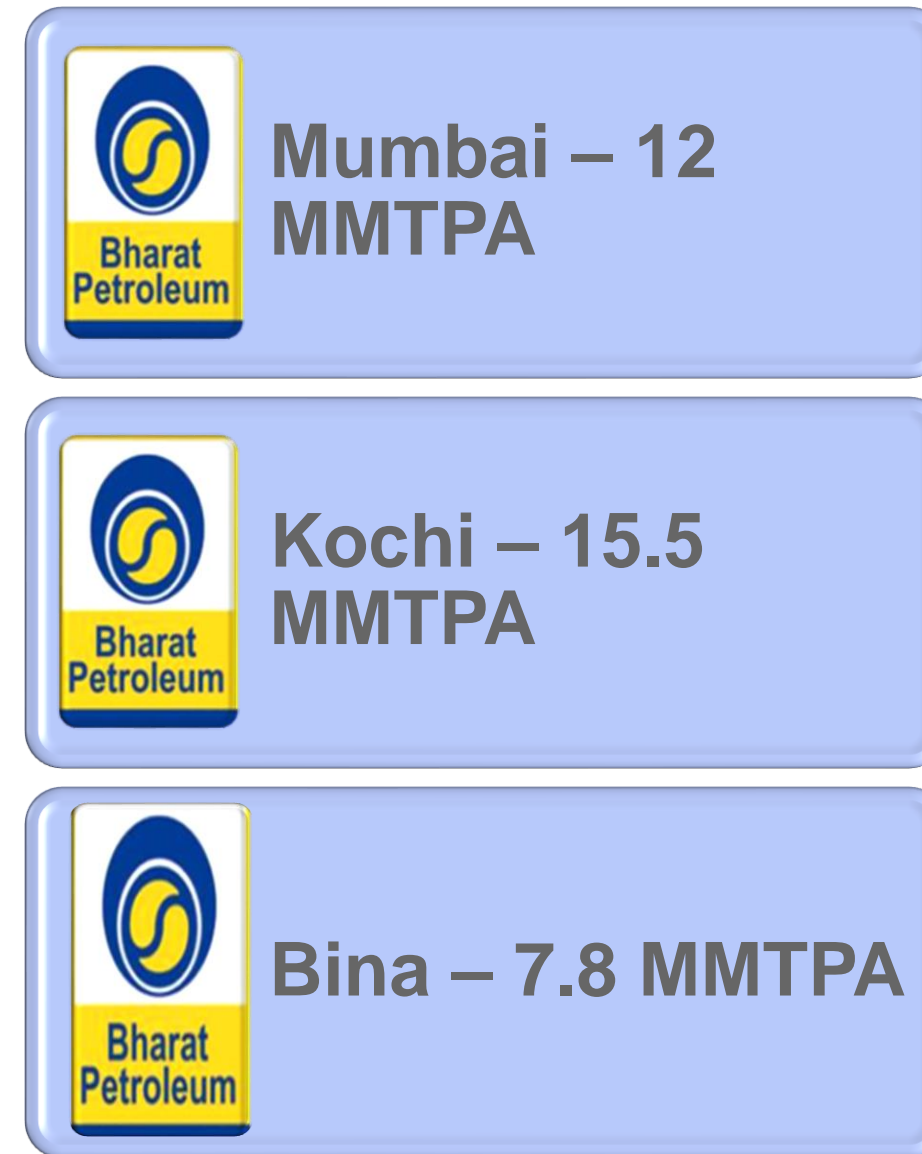 Bharat
Petroleum
Mumbai – 12
MMTPA
Bharat
Petroleum
Kochi – 15.5
MMTPA
Bharat
Petroleum
Bina – 7.8 MMTPA